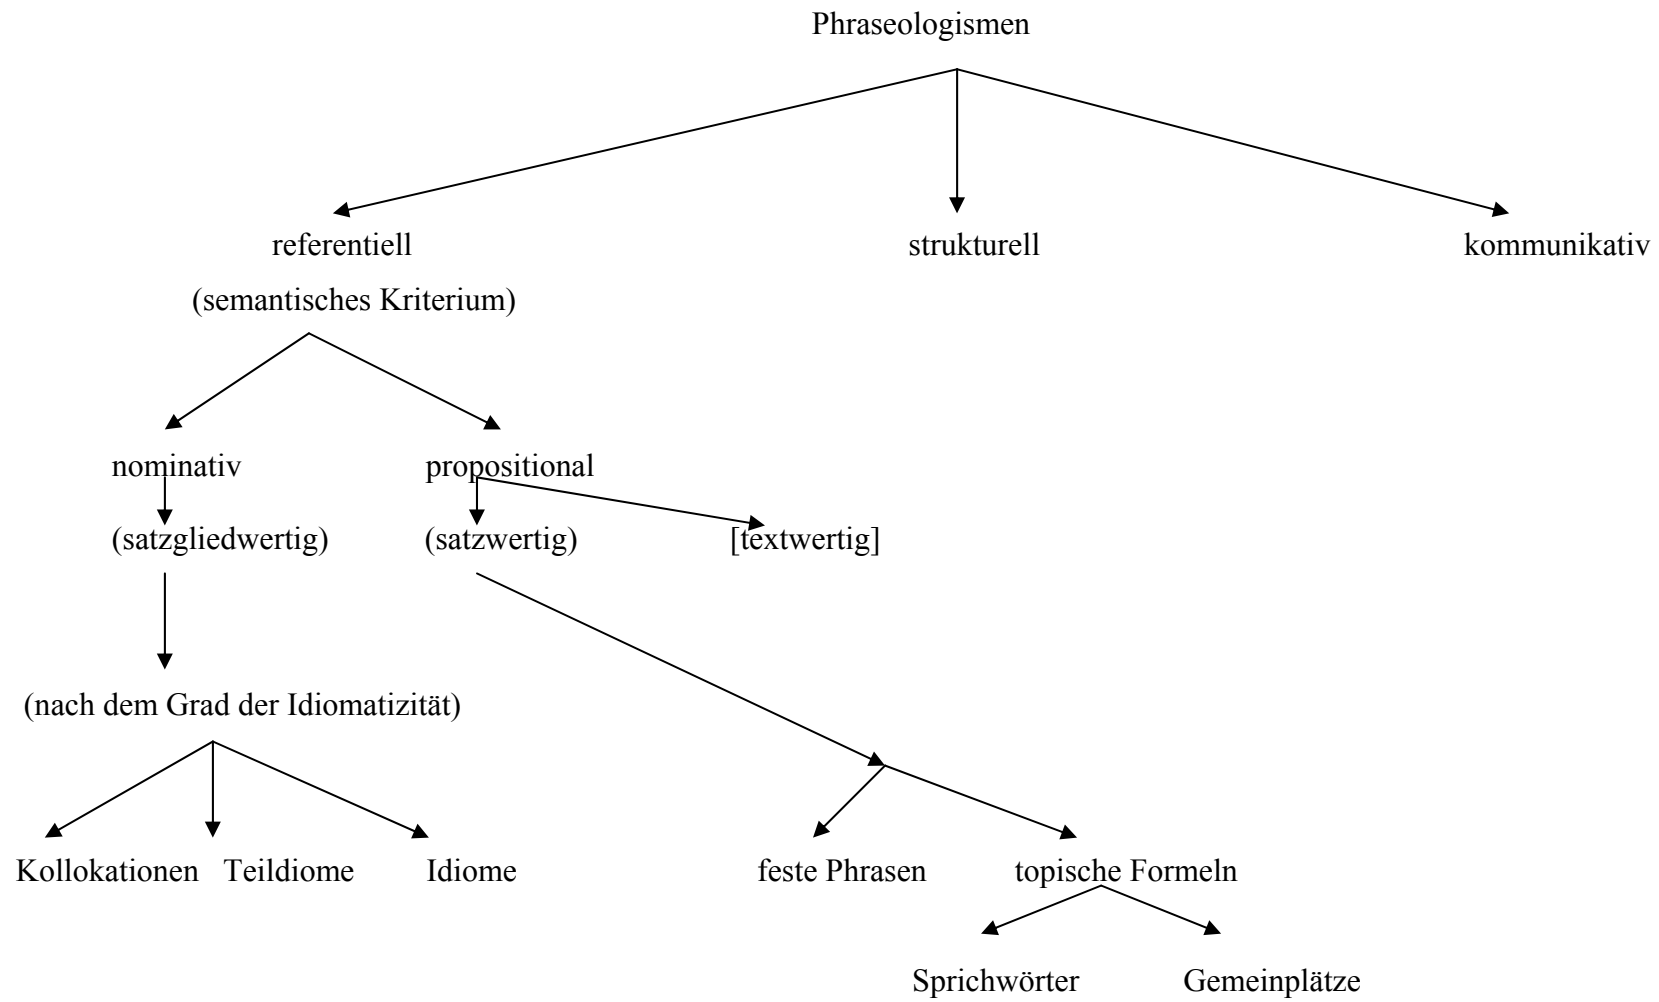 Phraseologismen
referentiell strukturell kommunikativ
(semantisches Kriterium)
nominativ propositional
(satzgliedwertig) (satzwertig) [textwertig]
(nach dem Grad der Idiomatizität)
Kollokationen Teildiome Idiome feste Phrasen topische Formeln
Sprichwörter Gemeinplätze